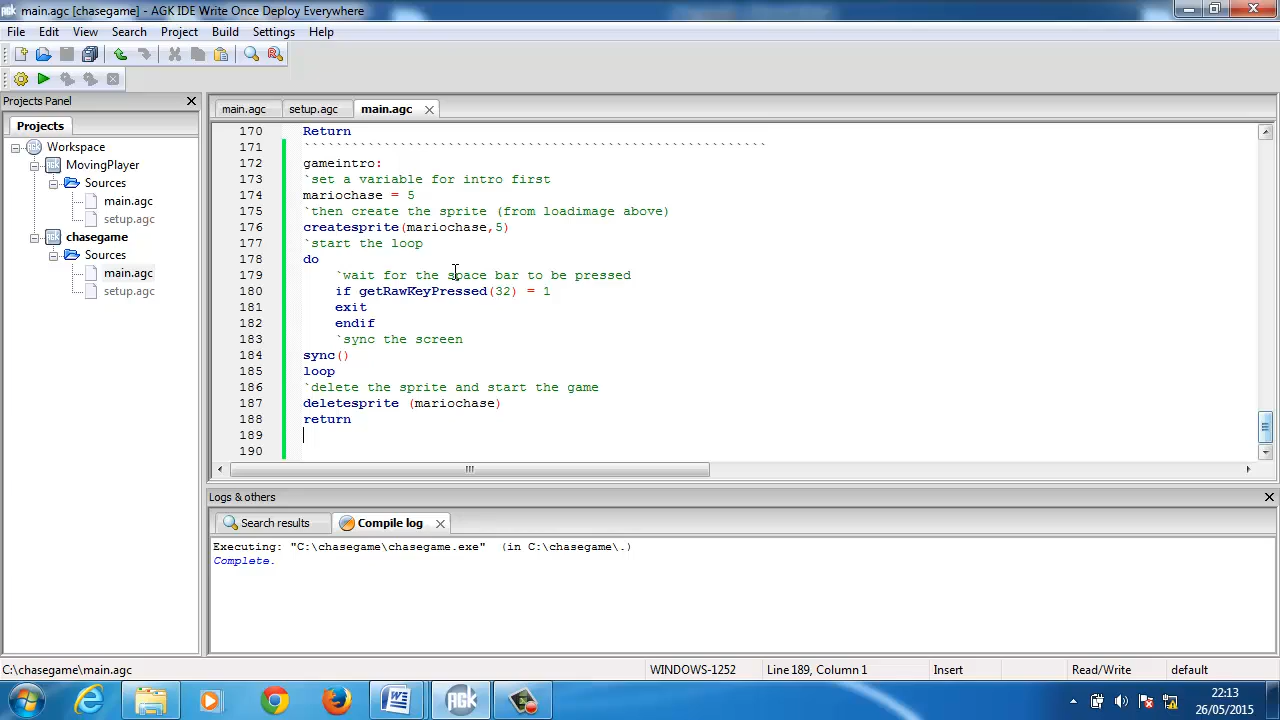 main.agc [chasegame] - AGK IDE Write Once Deploy Everywhere
File Edit View Search Project Build Settings Help
Projects Panel
Projects
Workspace
MovingPlayer
Sources
main.agc
setup.agc
chasegame
Sources
main.agc
setup.agc
main.agc setup.agc main.agc
170 Return
171 ``````````````````````````````````````````````````````````
172 gameintro:
173 `set a variable for intro first
174 mariochase = 5
175 `then create the sprite (from loadimage above)
176 createsprite(mariochase,5)
177 `start the loop
178 do
179 `wait for the space bar to be pressed
180 if getRawKeyPressed(32) = 1
181 exit
182 endif
183 `sync the screen
184 sync()
185 loop
186 `delete the sprite and start the game
187 deletesprite (mariochase)
188 return
189
190
Logs & others
Search results Compile log
Executing: "C:\chasegame\chasegame.exe" (in C:\chasegame\.)
Complete.
C:\chasegame\main.agc WINDOWS-1252 Line 189, Column 1 Insert Read/Write default
AGK
22:13
26/05/2015